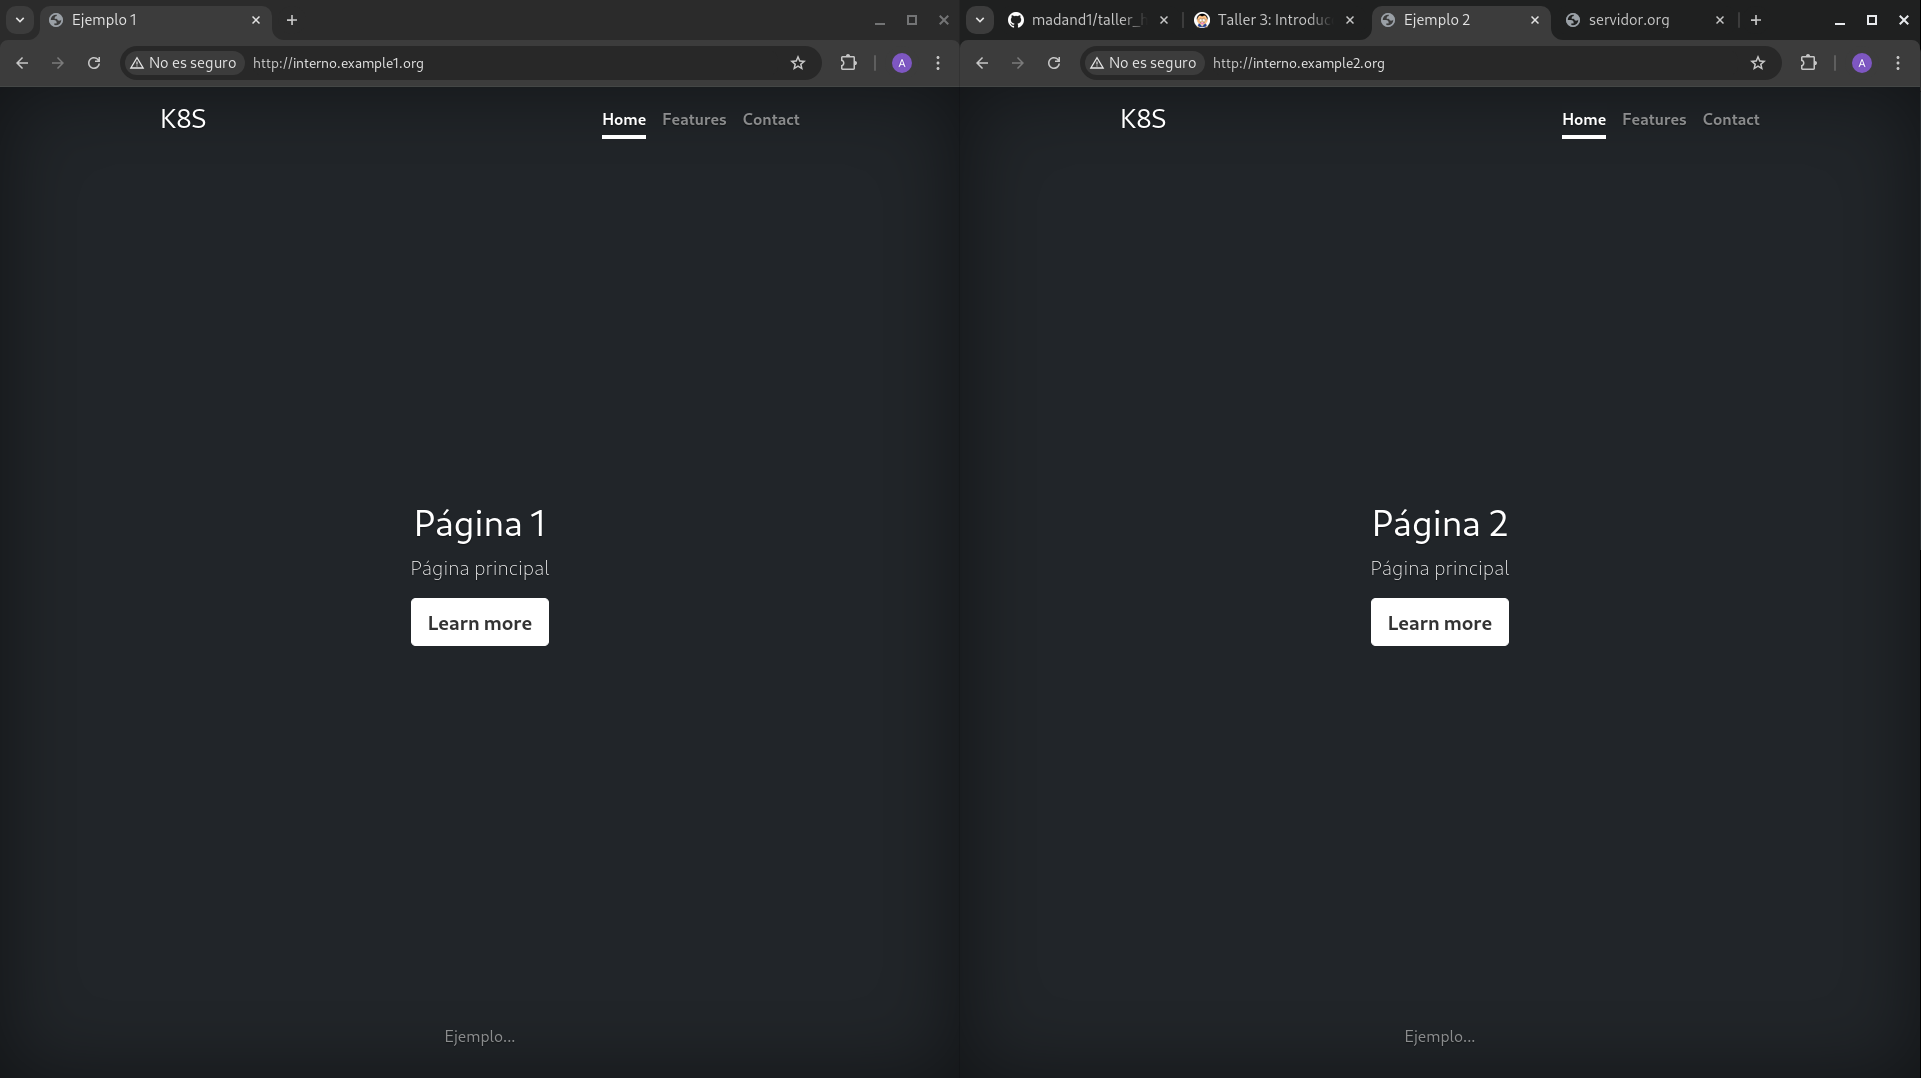 Ejemplo 1
No es seguro http://interno.example1.org
A
K8S
Home Features Contact
Página 1
Página principal
Learn more
Ejemplo...
madand1/taller_ Taller 3: Introduc Ejemplo 2 servidor.org
No es seguro http://interno.example2.org
A
K8S
Home Features Contact
Página 2
Página principal
Learn more
Ejemplo...